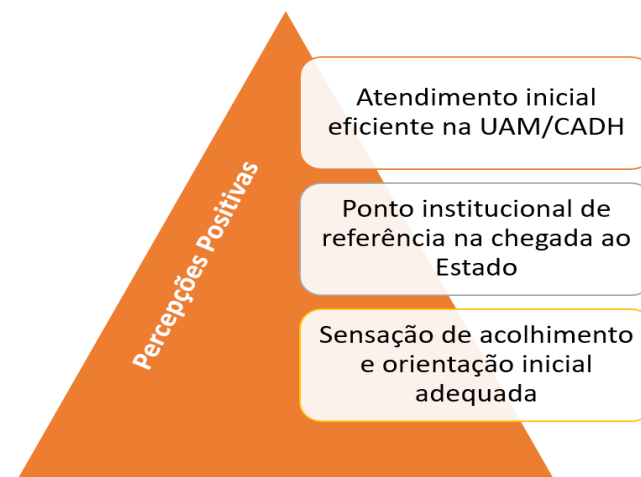 Percepções Positivas
Atendimento inicial
eficiente na UAM/CADH
Ponto institucional de
referência na chegada ao
Estado
Sensação de acolhimento
e orientação inicial
adequada